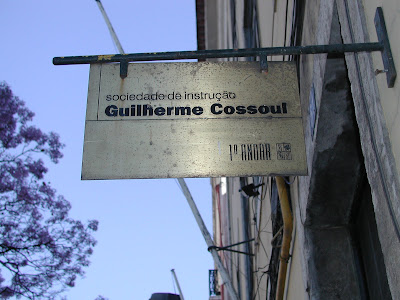 sociedade de instrução
Guilherme Cossoul
1º ANDAR